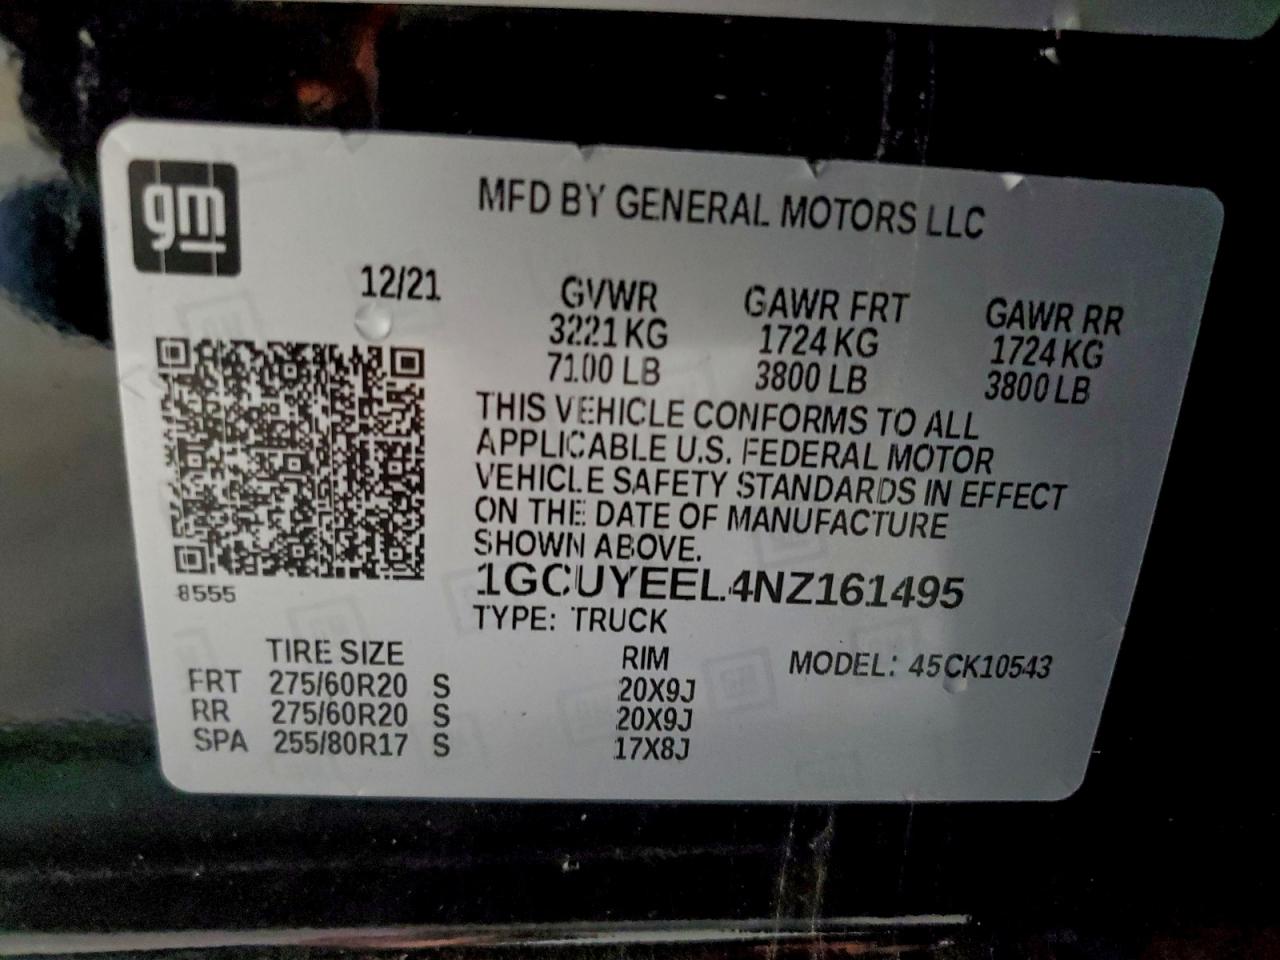 gm
MFD BY GENERAL MOTORS LLC
12/21
GVWR GAWR FRT GAWR RR
3221 KG 1724 KG 1724 KG
7100 LB 3800 LB 3800 LB
THIS VEHICLE CONFORMS TO ALL
APPLICABLE U.S. FEDERAL MOTOR
VEHICLE SAFETY STANDARDS IN EFFECT
ON THE DATE OF MANUFACTURE
SHOWN ABOVE.
8555
1GCUYEEL4NZ161495
TYPE: TRUCK
TIRE SIZE RIM MODEL: 45CK10543
FRT 275/60R20 S 20X9J
RR 275/60R20 S 20X9J
SPA 255/80R17 S 17X8J